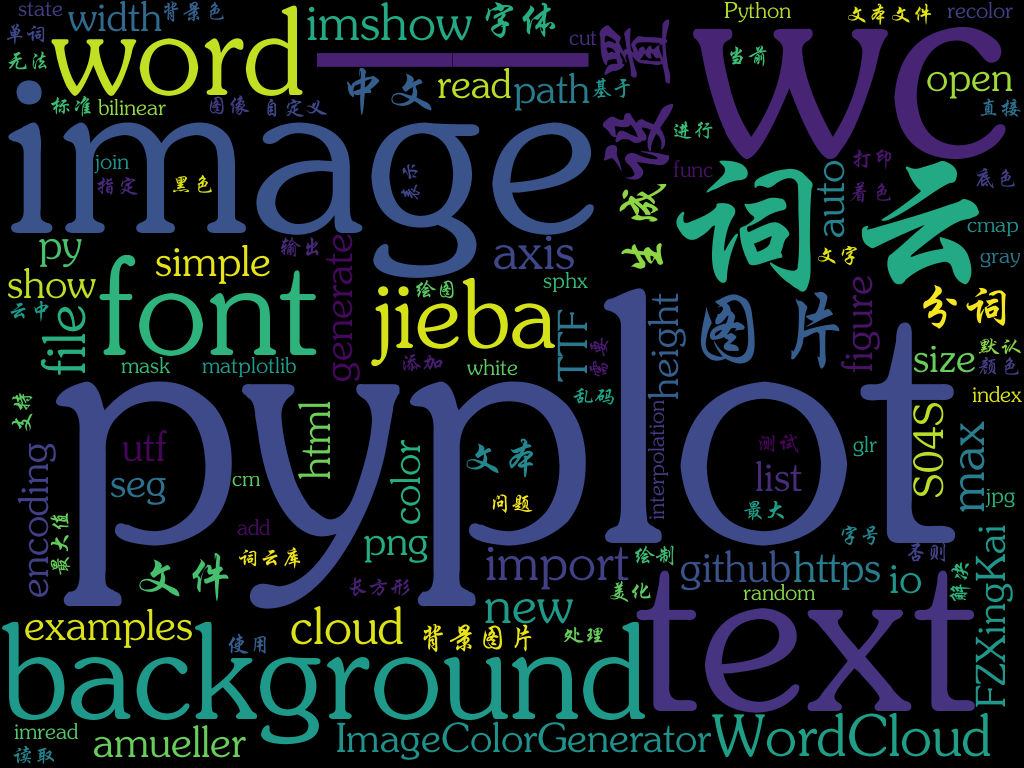 state
width
背景色
imshow
字体
Python
文本文件
recolor
单词
word
cut
设置
当前
wc
无法
中文
read
path
基于
open
标准
bilinear
图像
自定义
直接
image
进行
join
指定
黑色
表示
func
词云
auto
打印
着色
底色
生成
cmap
py
simple
输出
axis
文字
gray
show
font
generate
绘图
sphx
云中
file
jieba
TTF
需要
height
图片
figure
分词
mask
matplotlib
添加
white
size
默认
颜色
支持
pyplot
乱码
index
encoding
utf
html
color
文本
interpolation
测试
glr
S04S
max
seg
cm
问题
list
最大
jpg
最大值
add
png
字号
文件
词云库
长方形
import
绘制
github
https
否则
io
解决
FZXingKai
美化
random
new
text
examples
使用
cloud
背景图片
处理
background
imread
读取
amueller
ImageColorGenerator
WordCloud